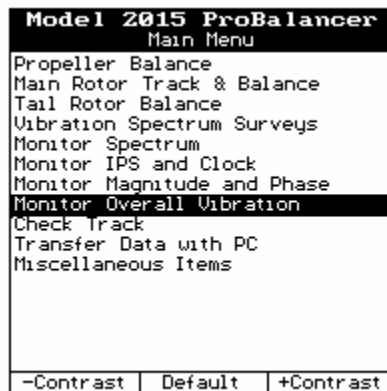 Model 2015 ProBalancer
Main Menu
Propeller Balance
Main Rotor Track & Balance
Tail Rotor Balance
Vibration Spectrum Surveys
Monitor Spectrum
Monitor IPS and Clock
Monitor Magnitude and Phase
Monitor Overall Vibration
Check Track
Transfer Data with PC
Miscellaneous Items
-Contrast Default +Contrast